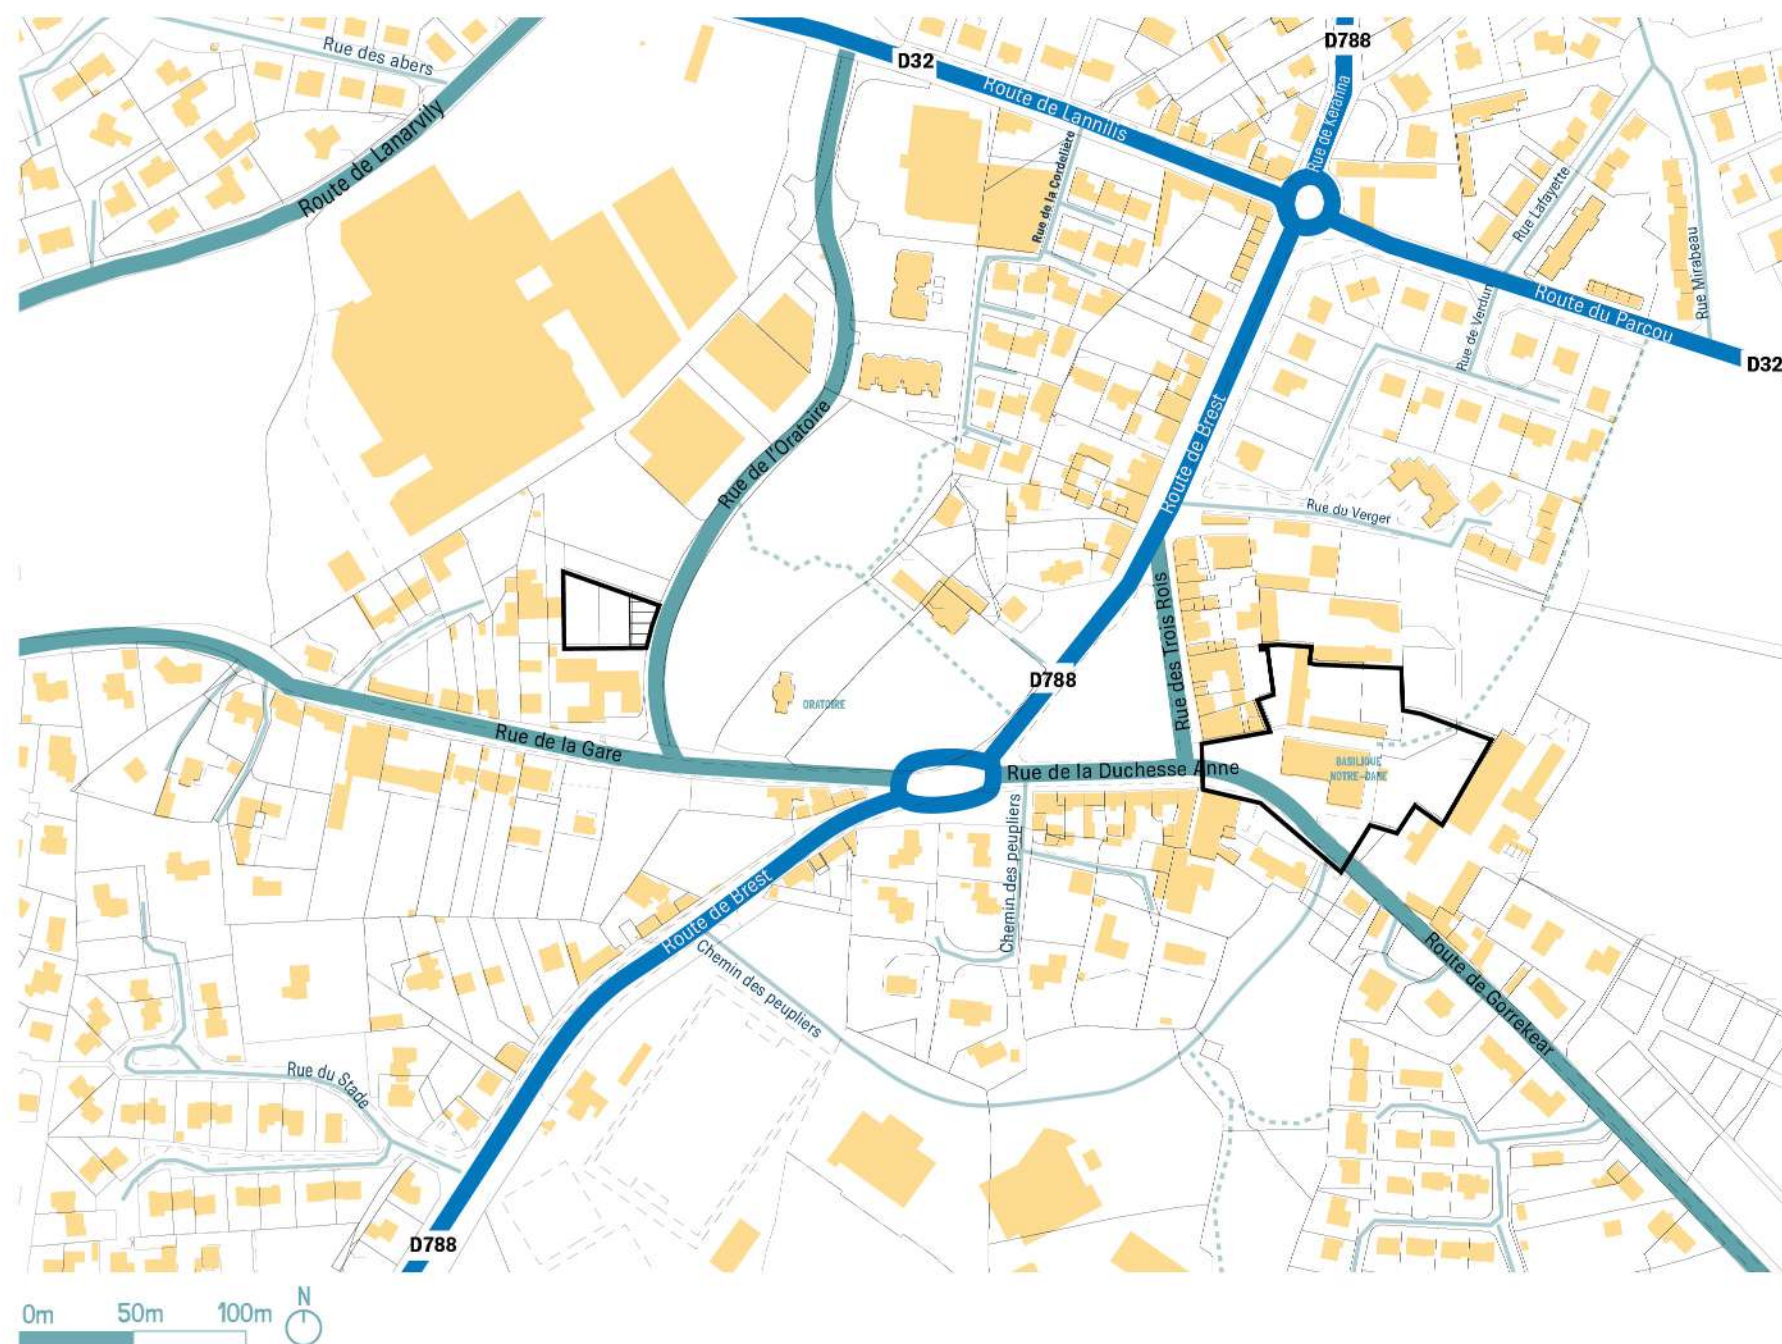 D788
Rue des abers
D32
Route de Lannilis
Rue de Keranna
Route de Lanarvily
Rue de la Cordelière
Rue Lafayette
Rue Mirabeau
Route du Parcou
Rue de Verdun
D32
Route de Brest
Rue de l'Oratoire
Rue du Verger
Rue des Trois Rois
D788
ORATOIRE
Rue de la Gare
Rue de la Duchesse Anne
BASILIQUE
NOTRE-DAME
Chemin des peupliers
Route de Brest
Chemin des peupliers
Route de Gorrekear
Rue du Stade
D788
0m 50m 100m N